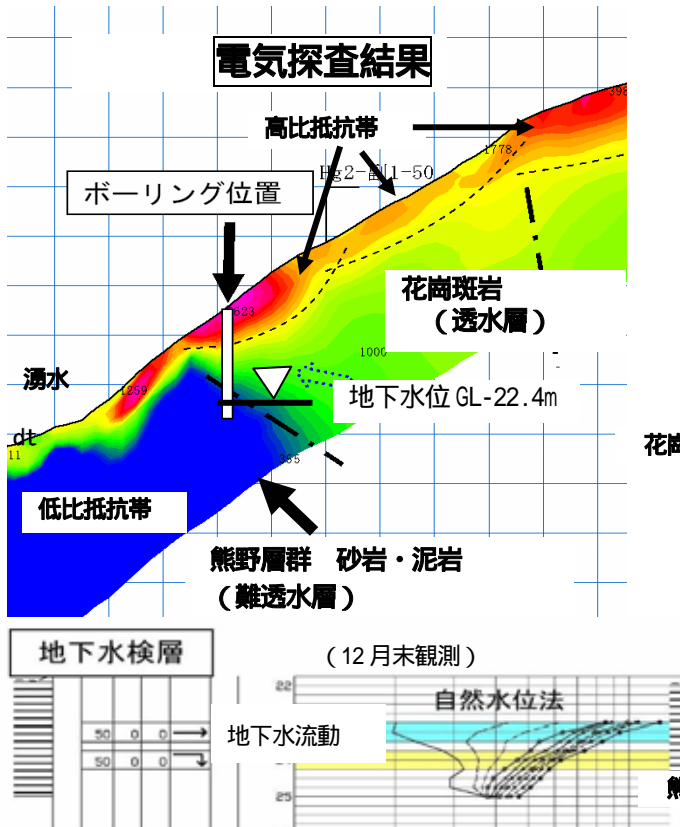 電気探査結果
398
高比抵抗帯
1778
Hg2-副1-50
ボーリング位置
花崗斑岩
（透水層）
623
湧水
1000
1259
地下水位 GL-22.4m
dt
11
花崗
385
低比抵抗帯
熊野層群 砂岩・泥岩
（難透水層）
地下水検層
（12月末観測）
22
自然水位法
50 0 0
地下水流動
50 0 0
熊
25